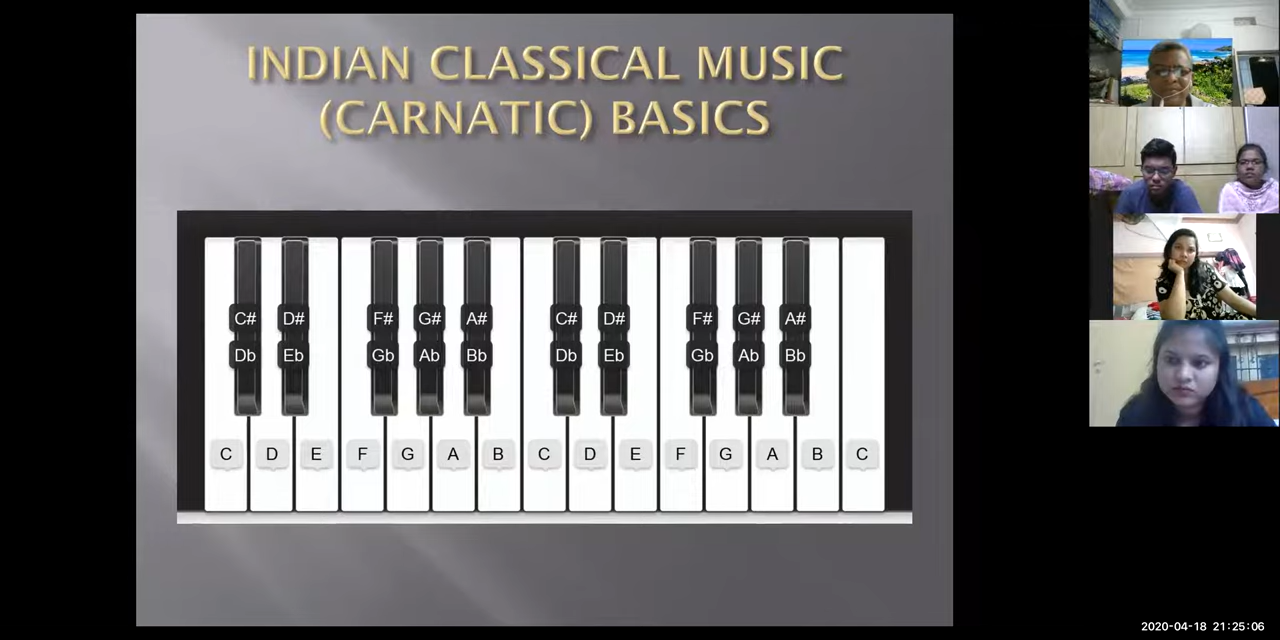 INDIAN CLASSICAL MUSIC
(CARNATIC) BASICS
C# D# F# G# A# C# D# F# G# A#
Db Eb Gb Ab Bb Db Eb Gb Ab Bb
C D E F G A B C D E F G A B C
2020-04-18 21:25:06